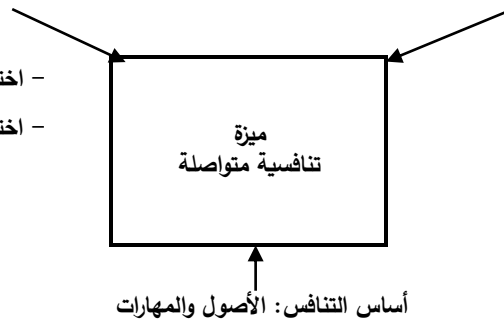 ميزة
تنافسية متواصلة
أساس التنافس: الأصول والمهارات